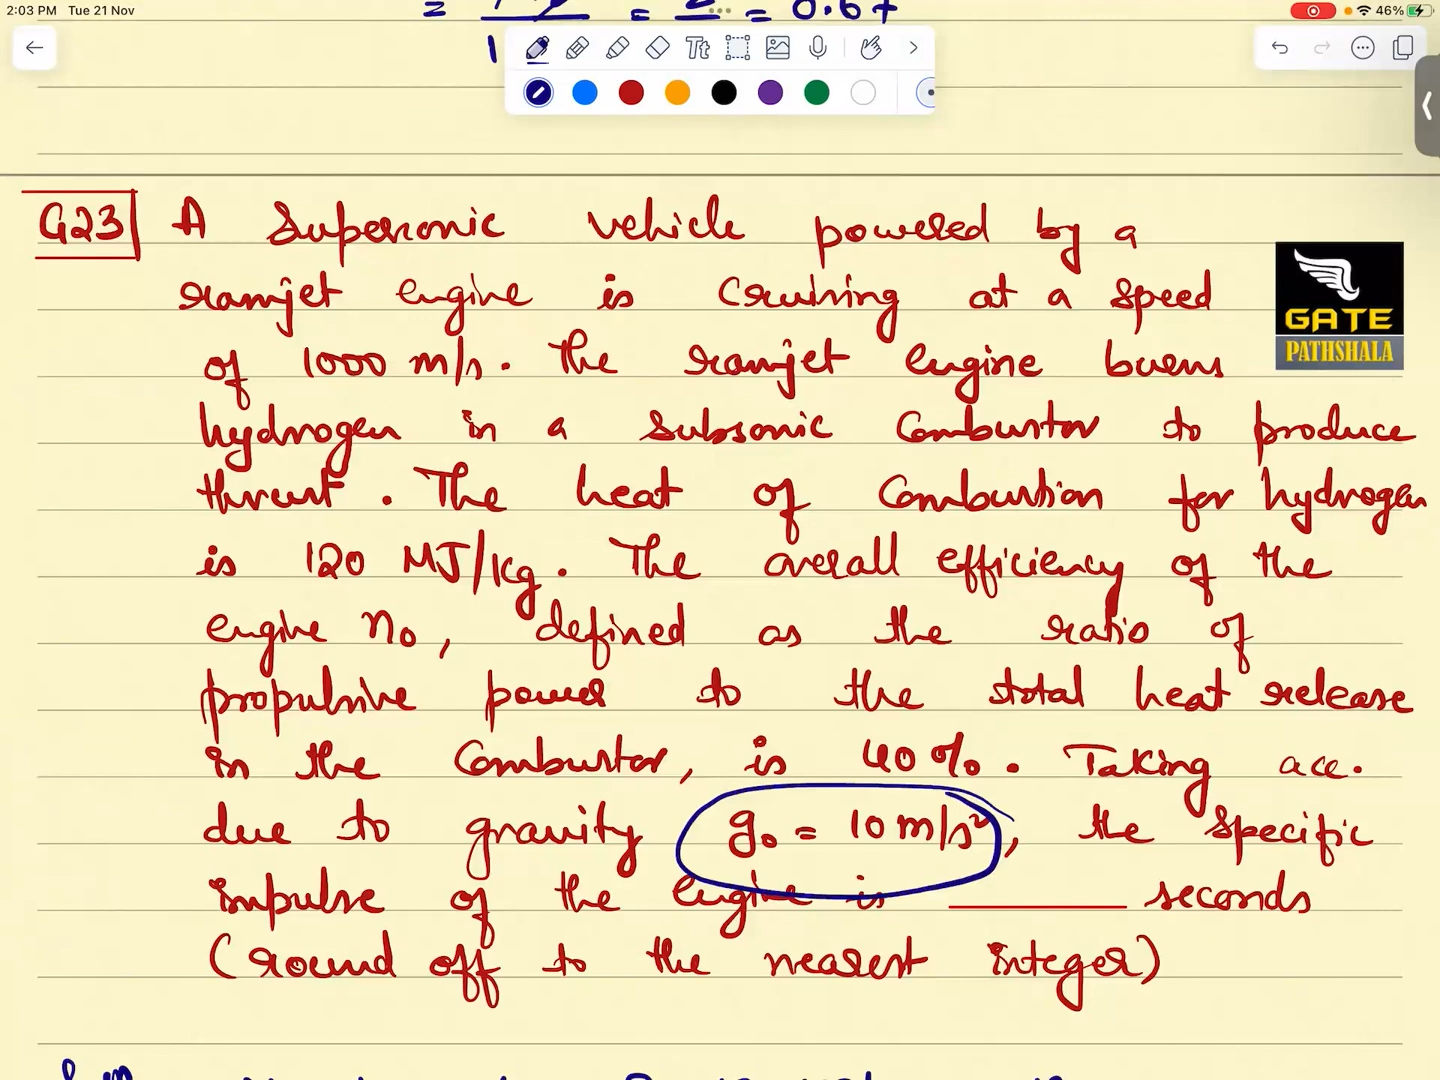 2:03 PM Tue 21 Nov
46%
= = = 0.67
Tt
G23 A supersonic vehicle powered by a
ramjet engine is cruising at a speed
of 1000 m/s. The ramjet engine burns
hydrogen in a subsonic combustor to produce
thrust. The heat of combustion for hydrogen
is 120 MJ/kg. The overall efficiency of the
engine η₀, defined as the ratio of
propulsive power to the total heat release
in the combustor, is 40%. Taking acc.
due to gravity g₀ = 10 m/s², the specific
impulse of the engine is ______ seconds
(round off to the nearest integer)
GATE
PATHSHALA